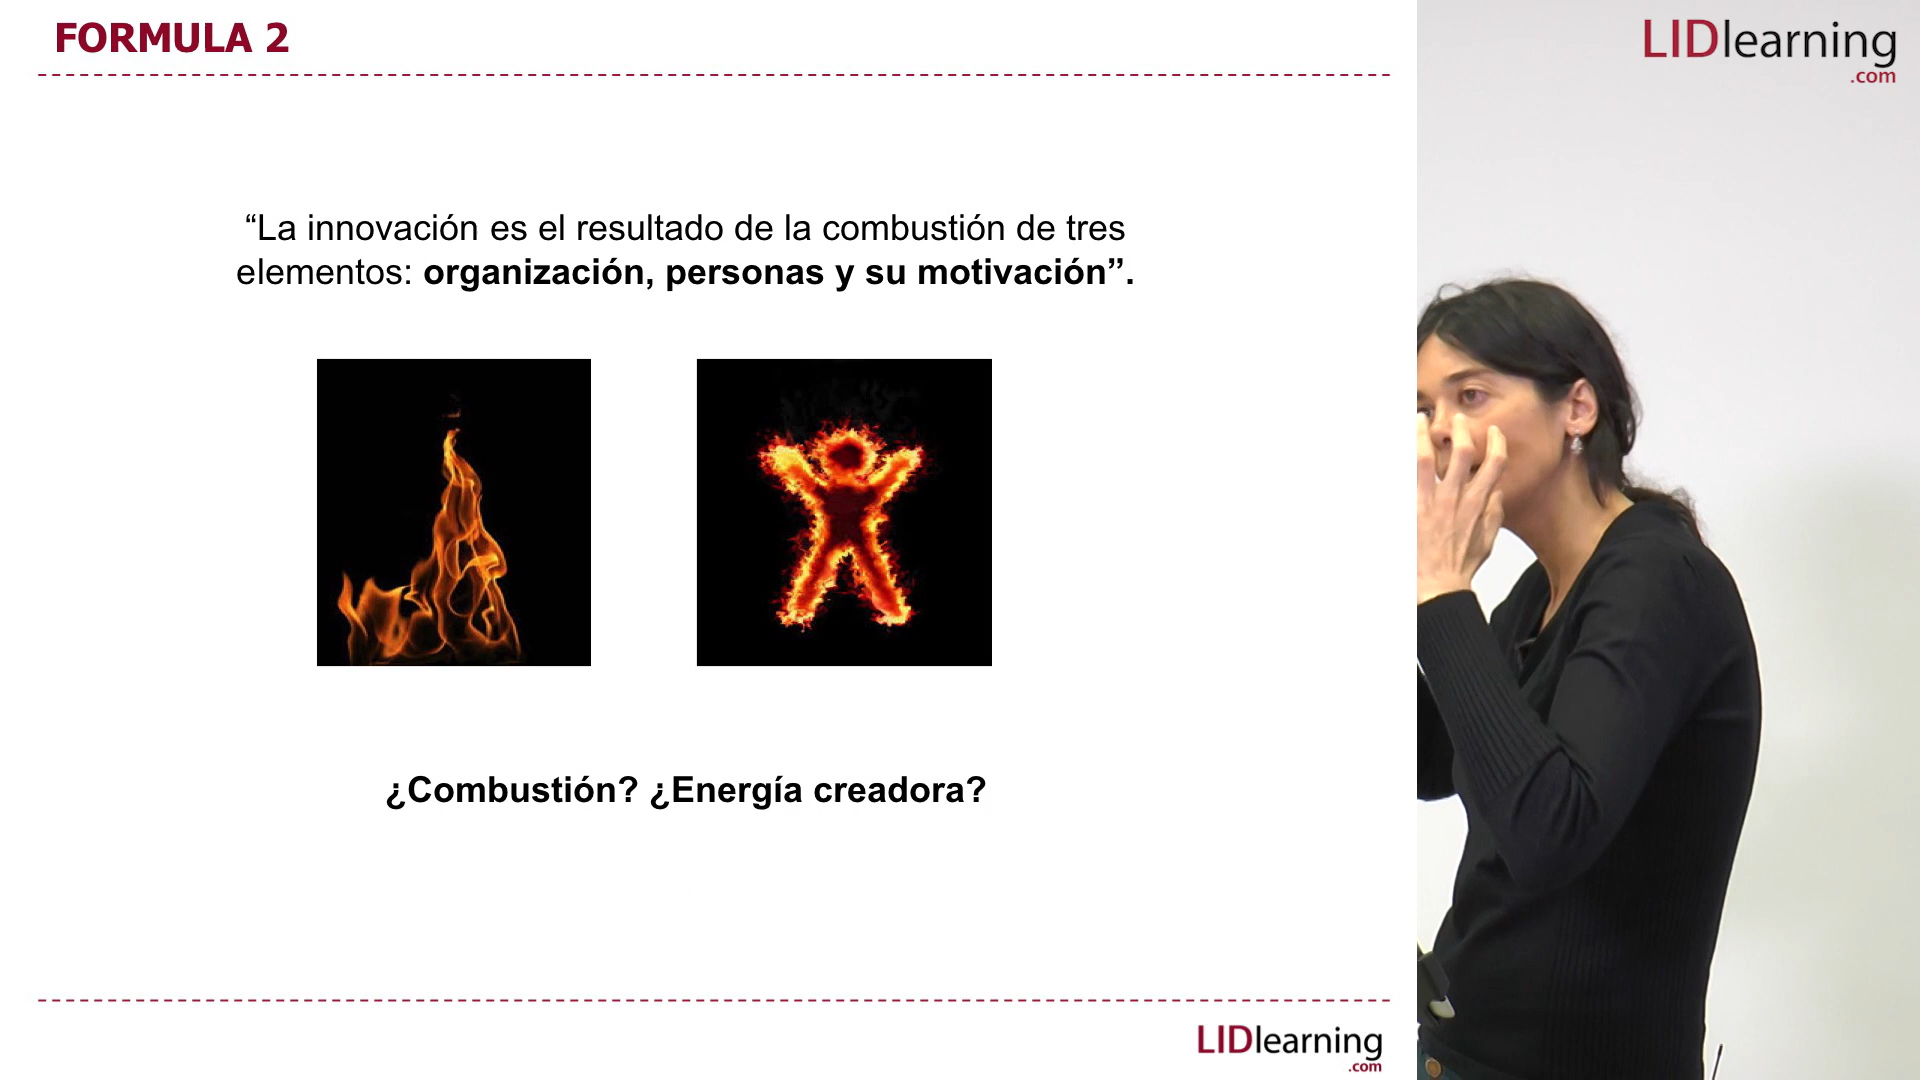 FORMULA 2
LIDlearning
.com
“La innovación es el resultado de la combustión de tres
elementos: organización, personas y su motivación”.
¿Combustión? ¿Energía creadora?
LIDlearning
.com